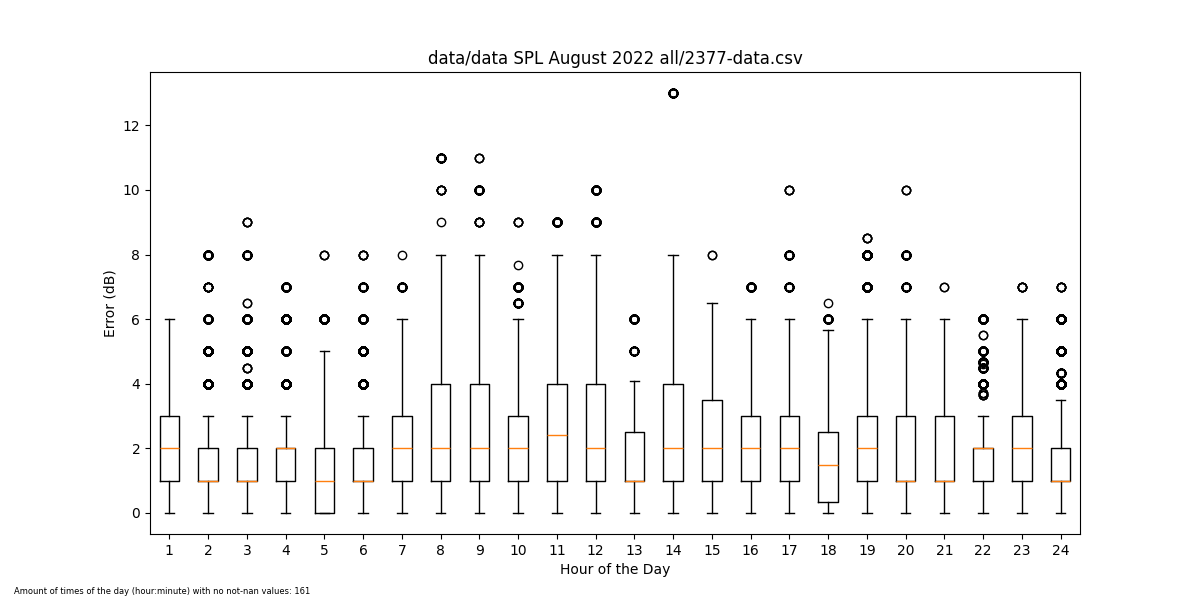 data/data SPL August 2022 all/2377-data.csv
12
10
8
6
4
2
0
Error (dB)
1 2 3 4 5 6 7 8 9 10 11 12 13 14 15 16 17 18 19 20 21 22 23 24
Hour of the Day
Amount of times of the day (hour:minute) with no not-nan values: 161